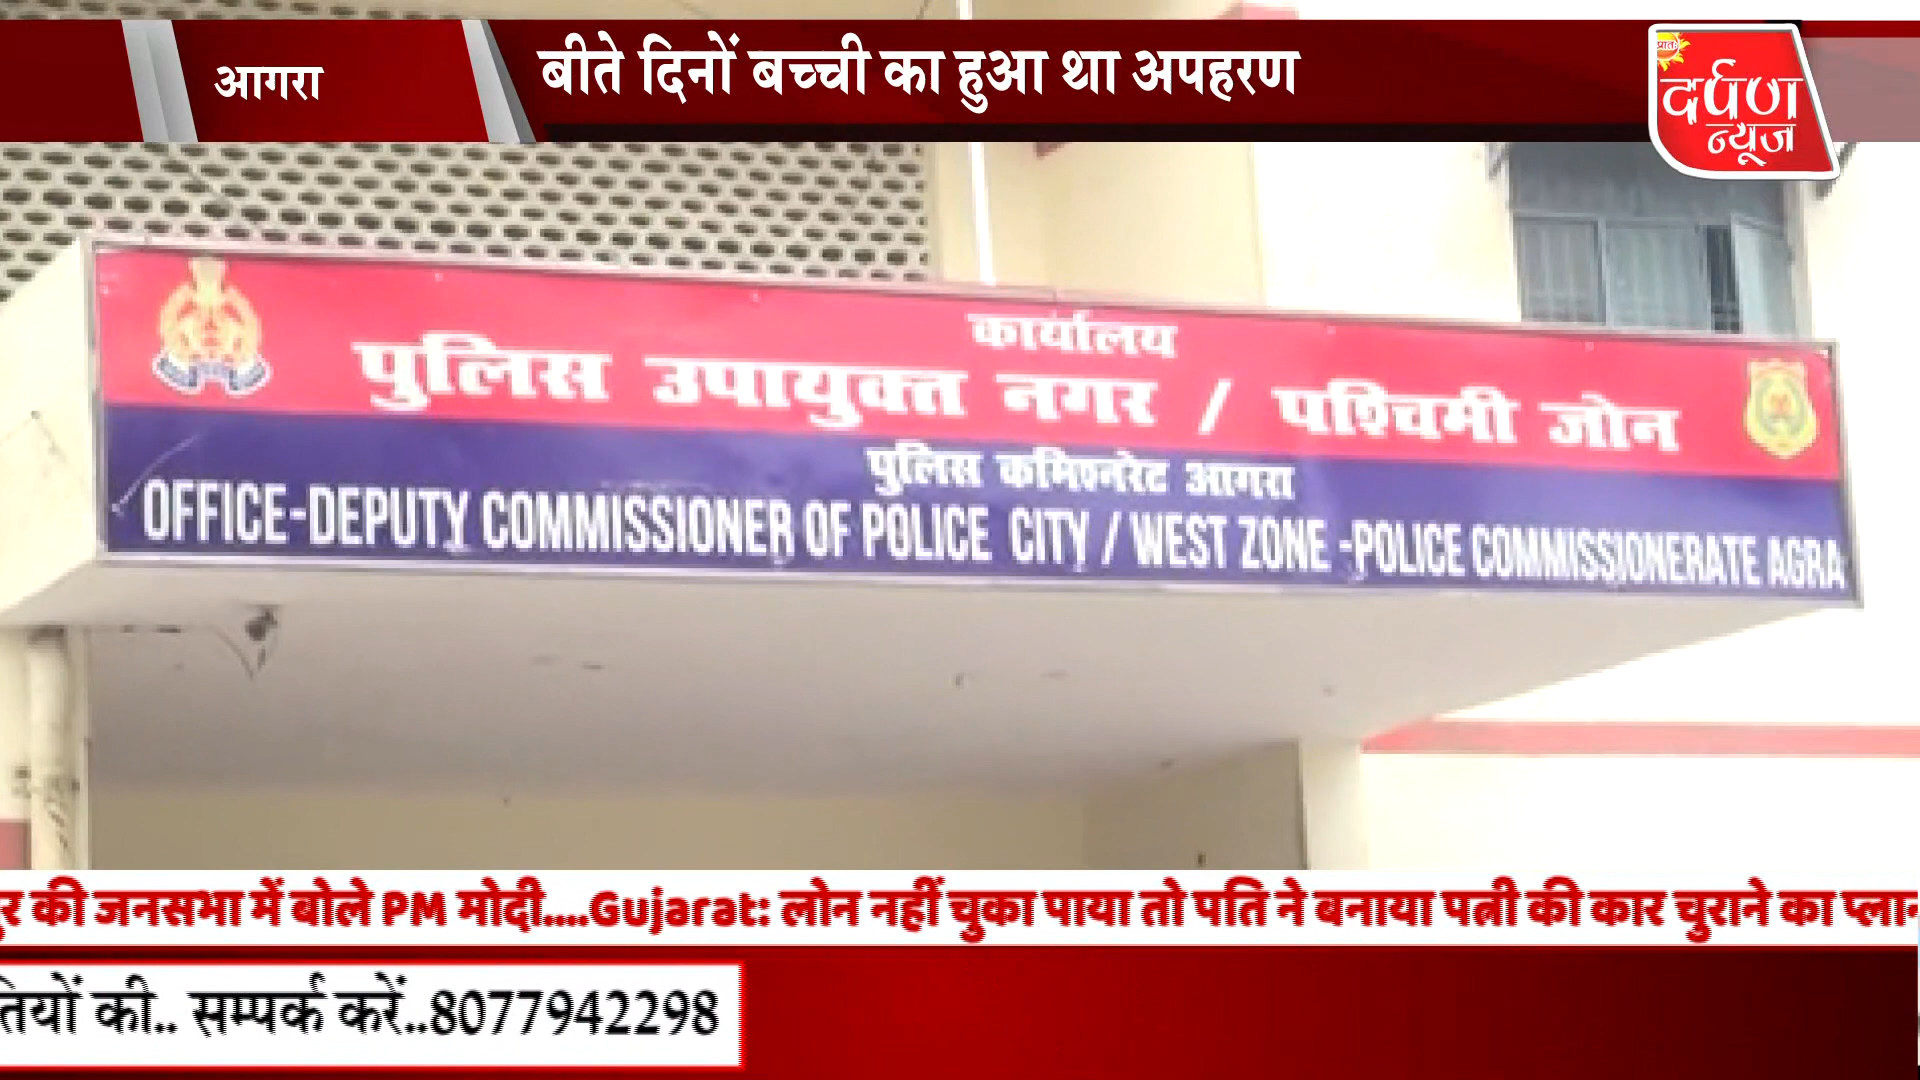 आगरा
बीते दिनों बच्ची का हुआ था अपहरण
प्रातः
दर्पण
न्यूज
कार्यालय
पुलिस उपायुक्त नगर / पश्चिमी जोन
पुलिस कमिश्नरेट आगरा
OFFICE-DEPUTY COMMISSIONER OF POLICE CITY / WEST ZONE -POLICE COMMISSIONERATE AGRA
की जनसभा में बोले PM मोदी....Gujarat: लोन नहीं चुका पाया तो पति ने बनाया पत्नी की कार चुराने का प्लान
तियों की.. सम्पर्क करें..8077942298